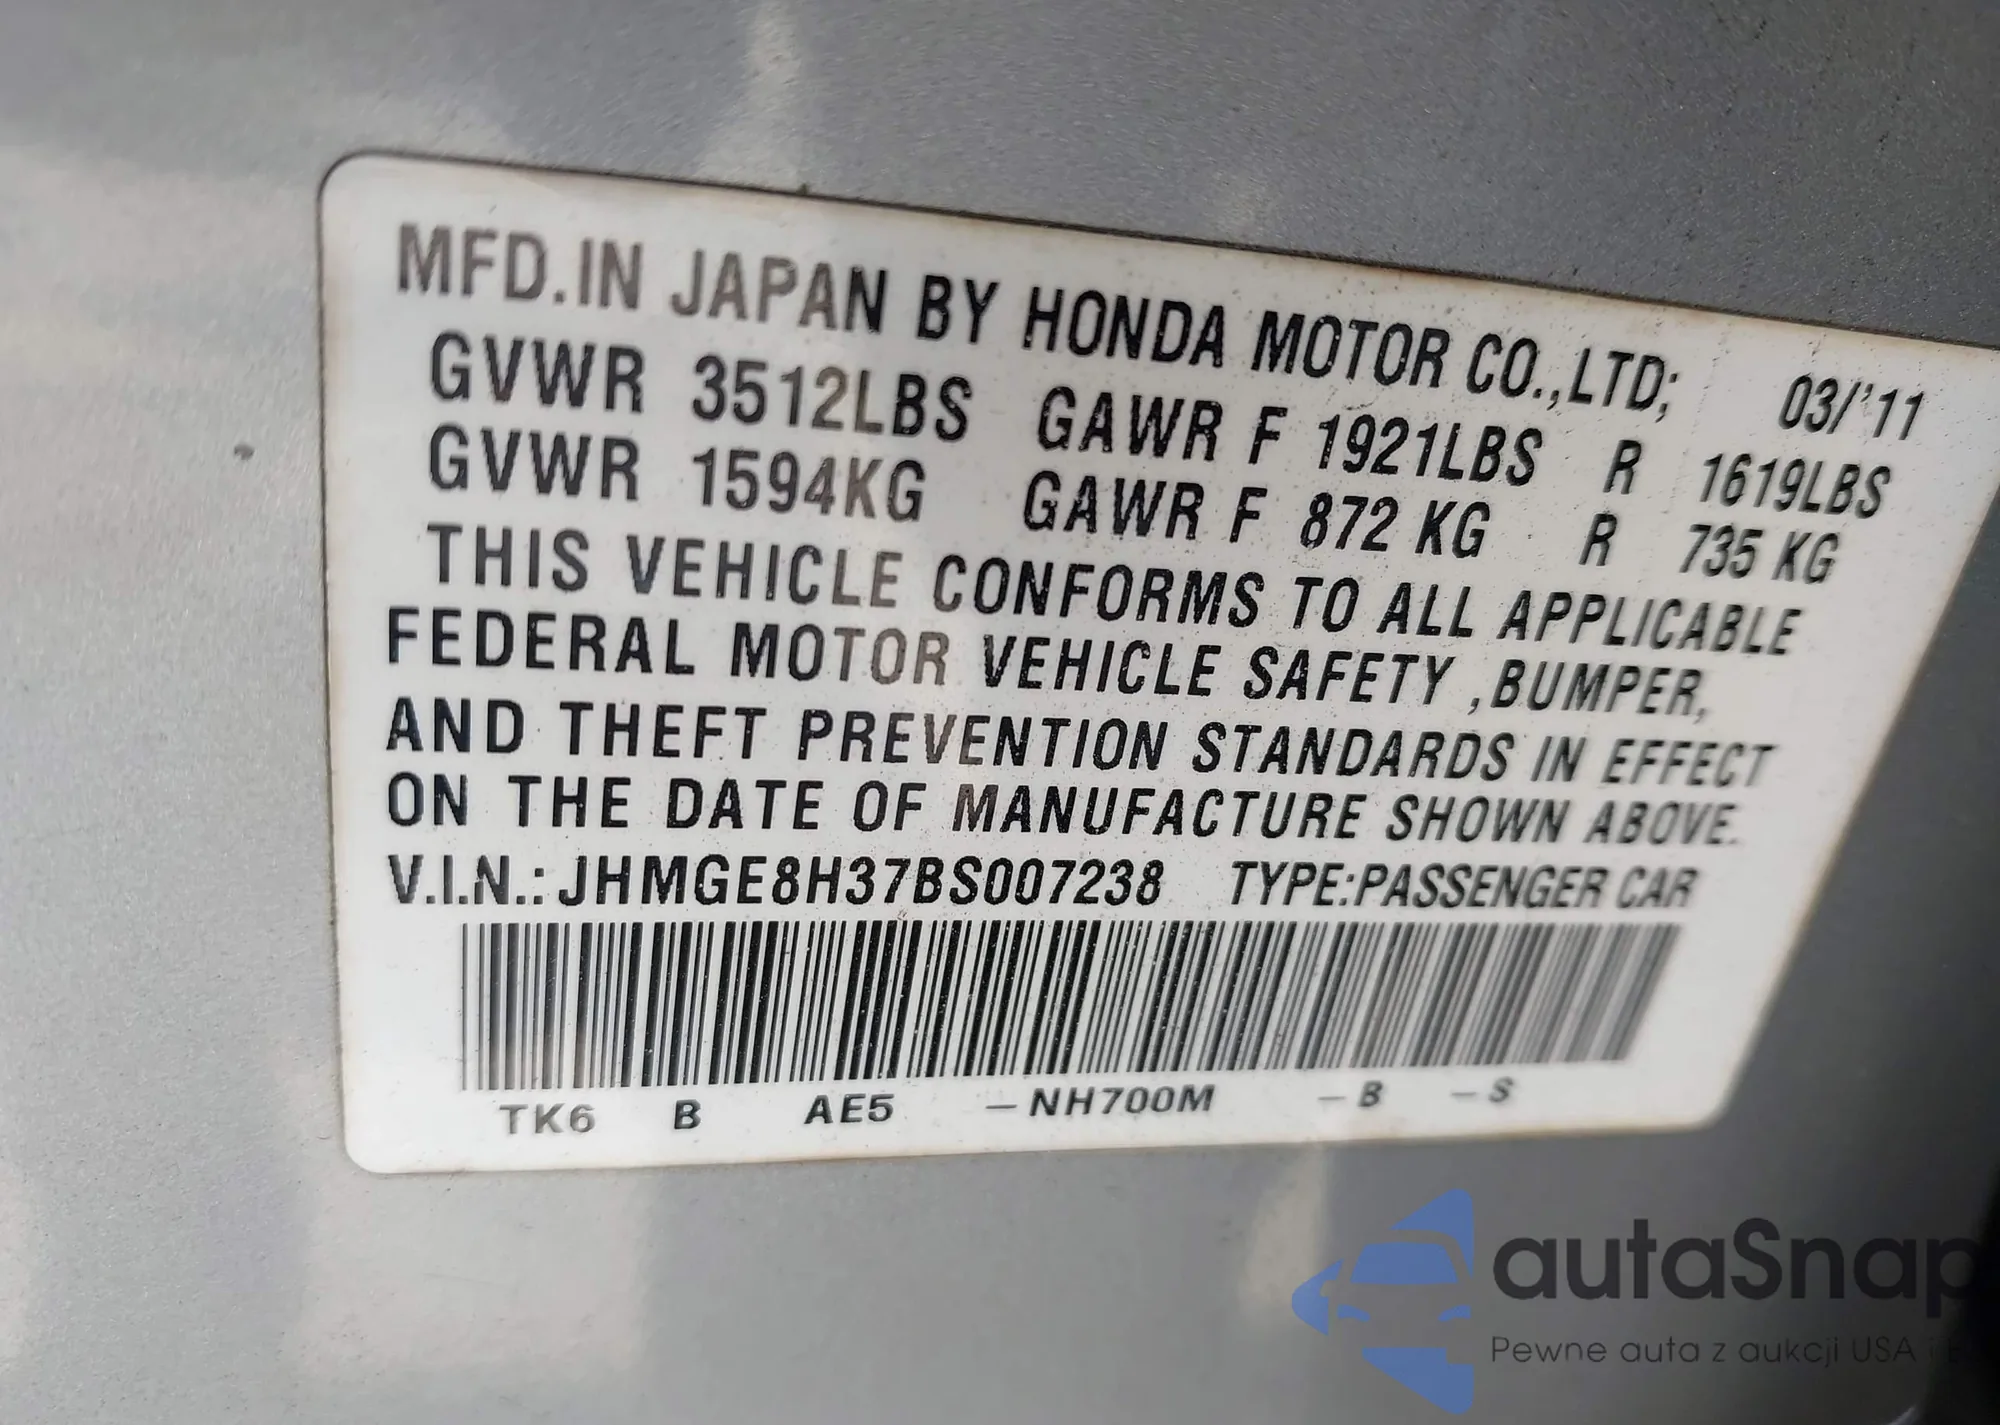 MFD.IN JAPAN BY HONDA MOTOR CO.,LTD; 03/'11
GVWR 3512LBS GAWR F 1921LBS R 1619LBS
GVWR 1594KG GAWR F 872 KG R 735 KG
THIS VEHICLE CONFORMS TO ALL APPLICABLE
FEDERAL MOTOR VEHICLE SAFETY ,BUMPER,
AND THEFT PREVENTION STANDARDS IN EFFECT
ON THE DATE OF MANUFACTURE SHOWN ABOVE.
V.I.N.: JHMGE8H37BS007238 TYPE:PASSENGER CAR
TK6 B AE5 -NH700M -B -S
autaSnap
Pewne auta z aukcji USA i